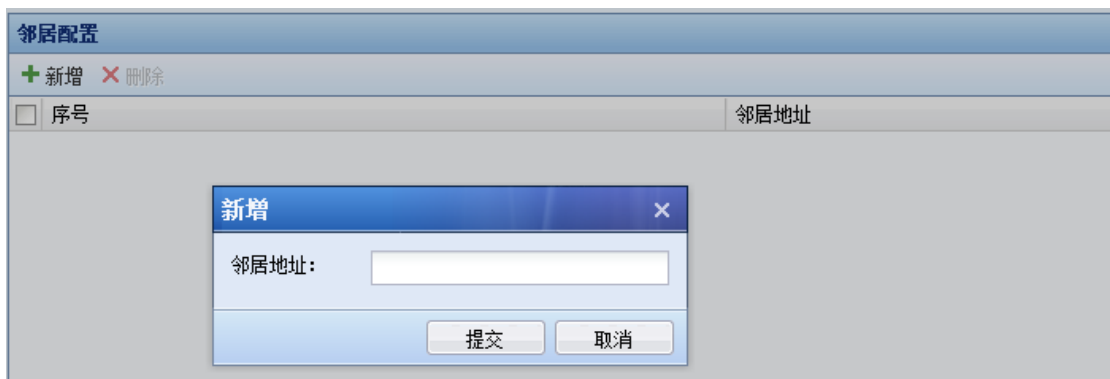 邻居配置
新增 删除
序号 邻居地址
新增
邻居地址：
提交 取消